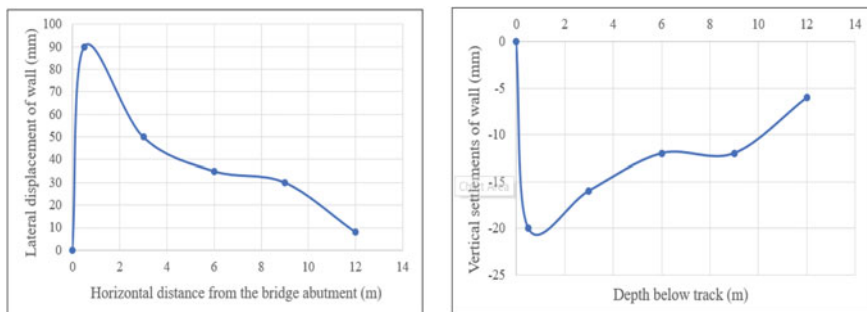 100
90
80
70
60
50
40
30
20
10
0
0 2 4 6 8 10 12 14
Lateral displacement of wall (mm)
Horizontal distance from the bridge abutment (m)
0 2 4 6 8 10 12 14
0
-5
-10
-15
-20
-25
Vertical settlements of wall (mm)
Chart Area
Depth below track (m)